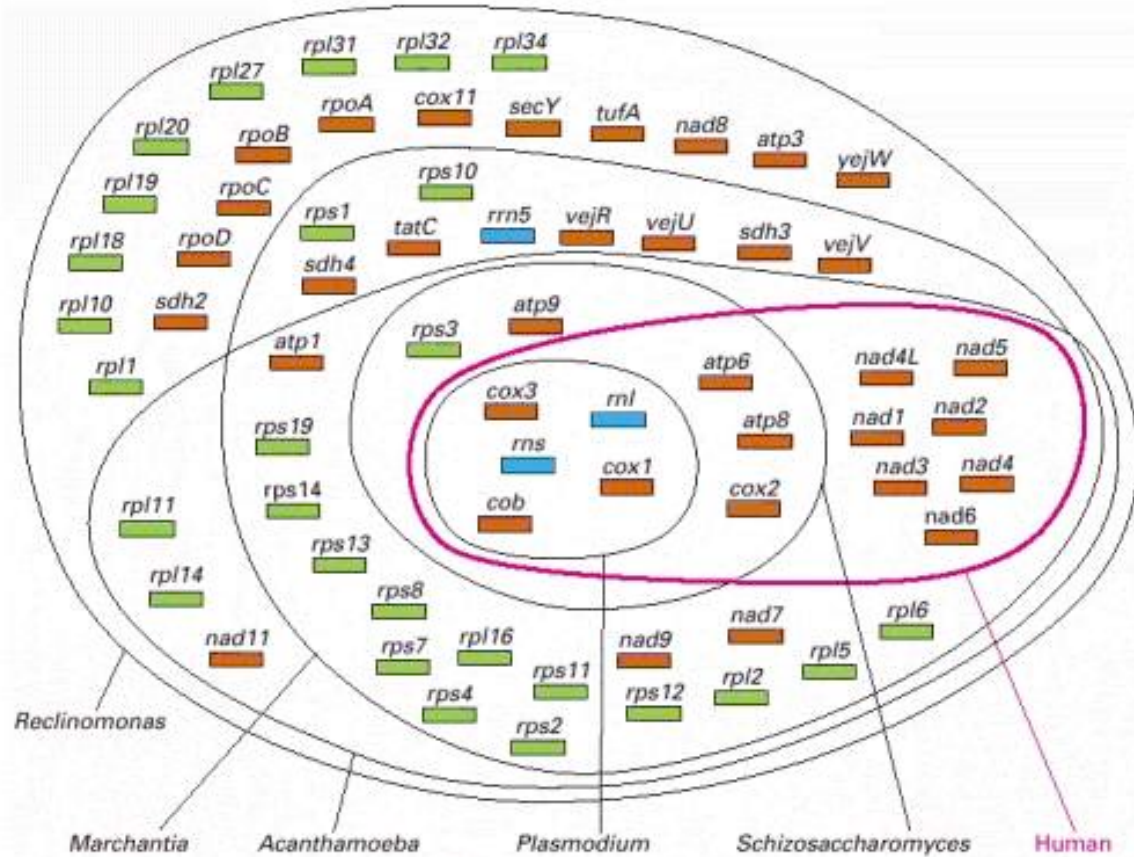 rpl31 rpl32 rpl34
rpl27
rpoA cox11 secY tufA nad8 atp3 yejW
rpl20 rpoB
rps10
rpl19 rpoC
rps1 tatC rrn5 vejR vejU sdh3 vejV
rpl18 rpoD
sdh4
rpl10 sdh2
atp9
rps3
atp1
rpl1
atp6 nad4L nad5
cox3 rnl
nad1 nad2
rps19 rns atp8
cox1 nad3 nad4
rps14 cob cox2
rpl11
nad6
rps13
rpl14
rps8 nad7 rpl6
nad11 rps7 rpl16 nad9 rpl5
rps11
rps4 rps12 rpl2
rps2
Reclinomonas
Marchantia Acanthamoeba Plasmodium Schizosaccharomyces Human